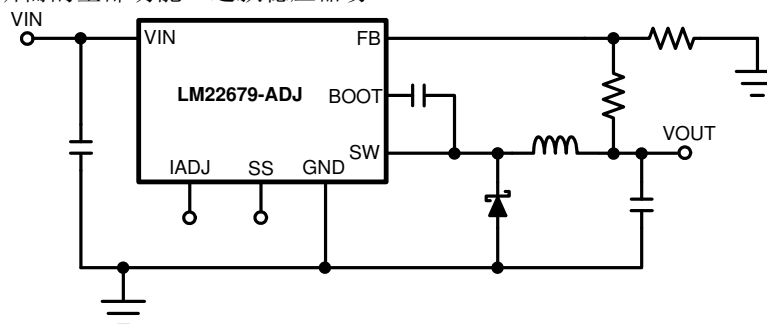 VIN
VIN
FB
LM22679-ADJ
BOOT
SW
VOUT
IADJ
SS
GND